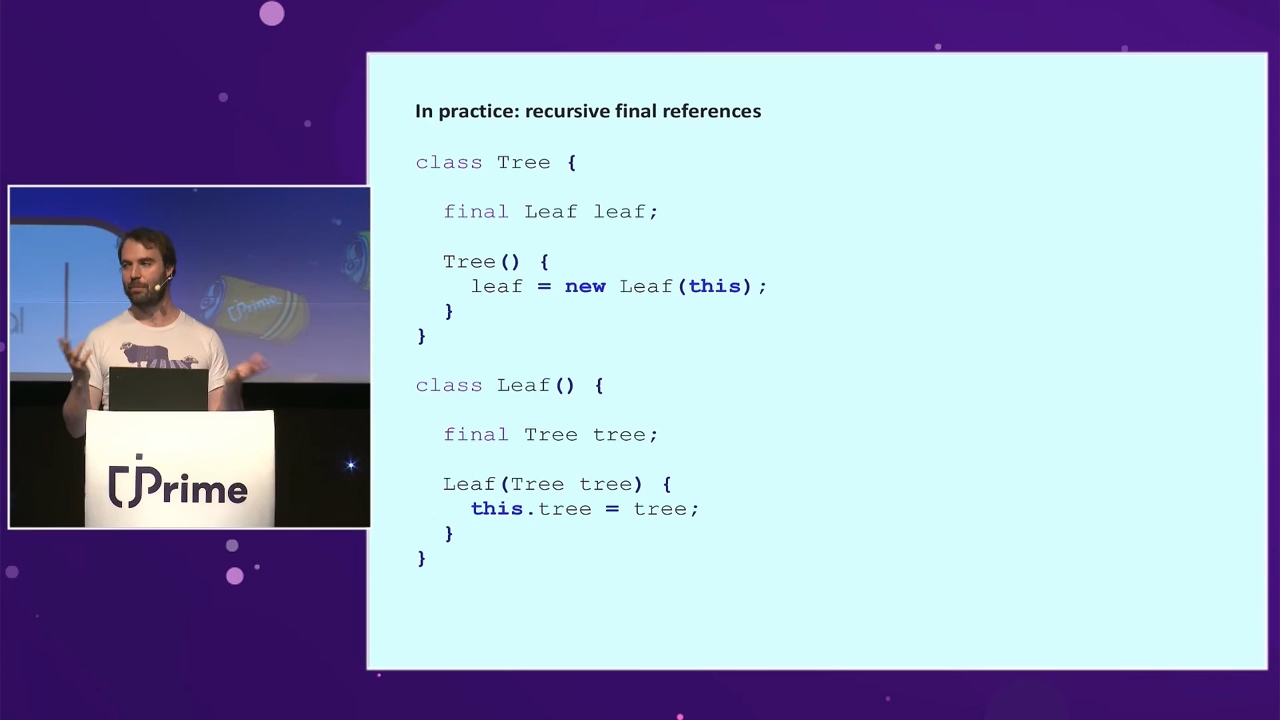 In practice: recursive final references
class Tree {
final Leaf leaf;
Tree() {
leaf = new Leaf(this);
}
}
class Leaf() {
final Tree tree;
Leaf(Tree tree) {
this.tree = tree;
}
}
jPrime
jPrime